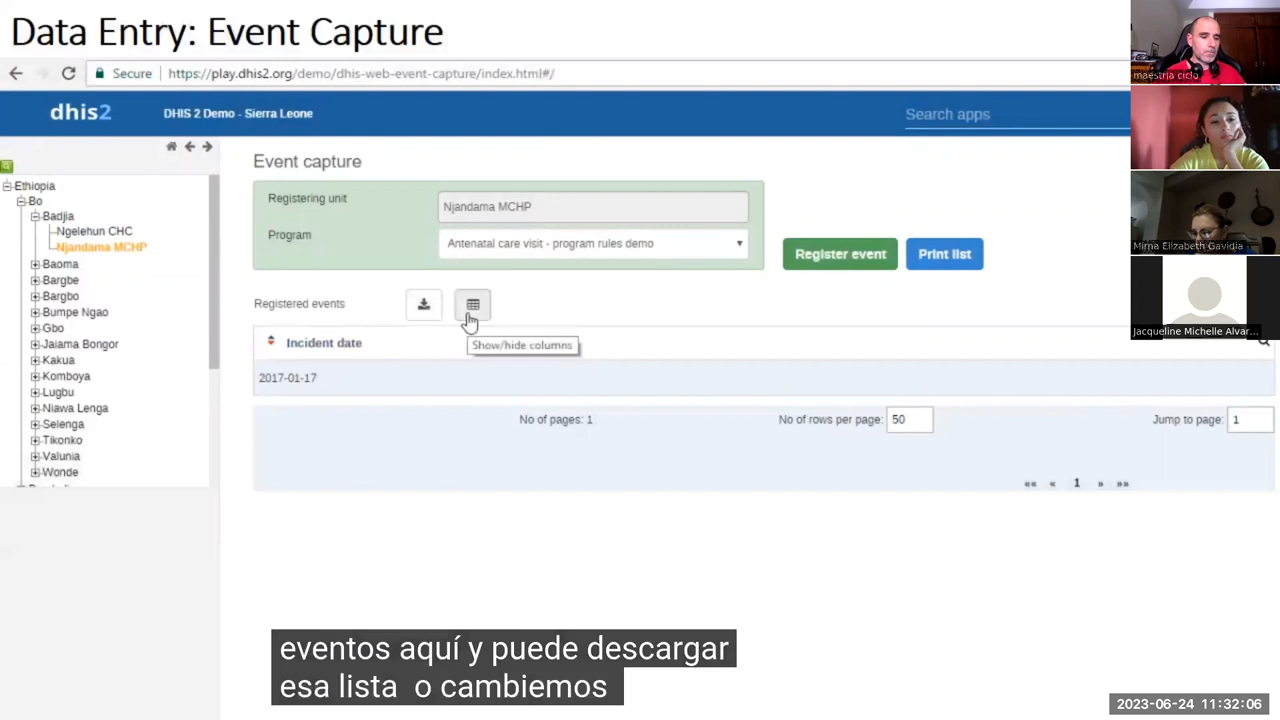 Data Entry: Event Capture
Secure
https://play.dhis2.org/demo/dhis-web-event-capture/index.html#/
dhis2
DHIS 2 Demo - Sierra Leone
Search apps
Ethiopia
Bo
Badjia
Ngelehun CHC
Njandama MCHP
Baoma
Bargbe
Bargbo
Bumpe Ngao
Gbo
Jaiama Bongor
Kakua
Komboya
Lugbu
Niawa Lenga
Selenga
Tikonko
Valunia
Wonde
Event capture
Registering unit
Njandama MCHP
Program
Antenatal care visit - program rules demo
Register event
Print list
Registered events
Show/hide columns
Incident date
2017-01-17
No of pages: 1
No of rows per page: 50
Jump to page: 1
«« « 1 » »»
maestria ciclo
Mirna Elizabeth Gavidia
Jacqueline Michelle Alvar...
eventos aquí y puede descargar
esa lista o cambiemos
2023-06-24 11:32:06